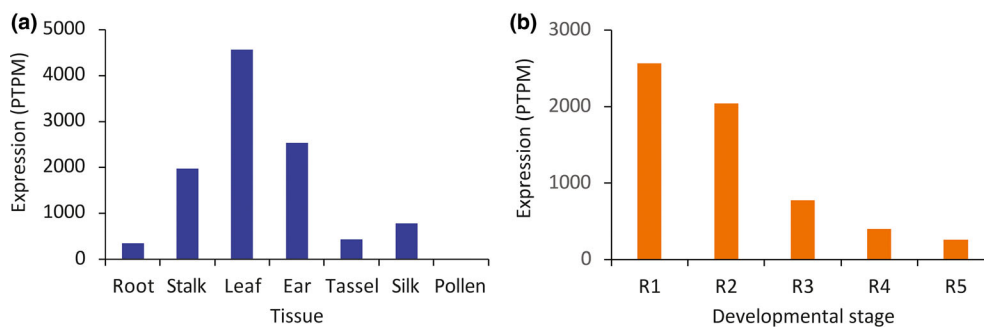 (a)
Expression (PTPM)
5000
4000
3000
2000
1000
0
Root Stalk Leaf Ear Tassel Silk Pollen
Tissue
(b)
Expression (PTPM)
3000
2000
1000
0
R1 R2 R3 R4 R5
Developmental stage